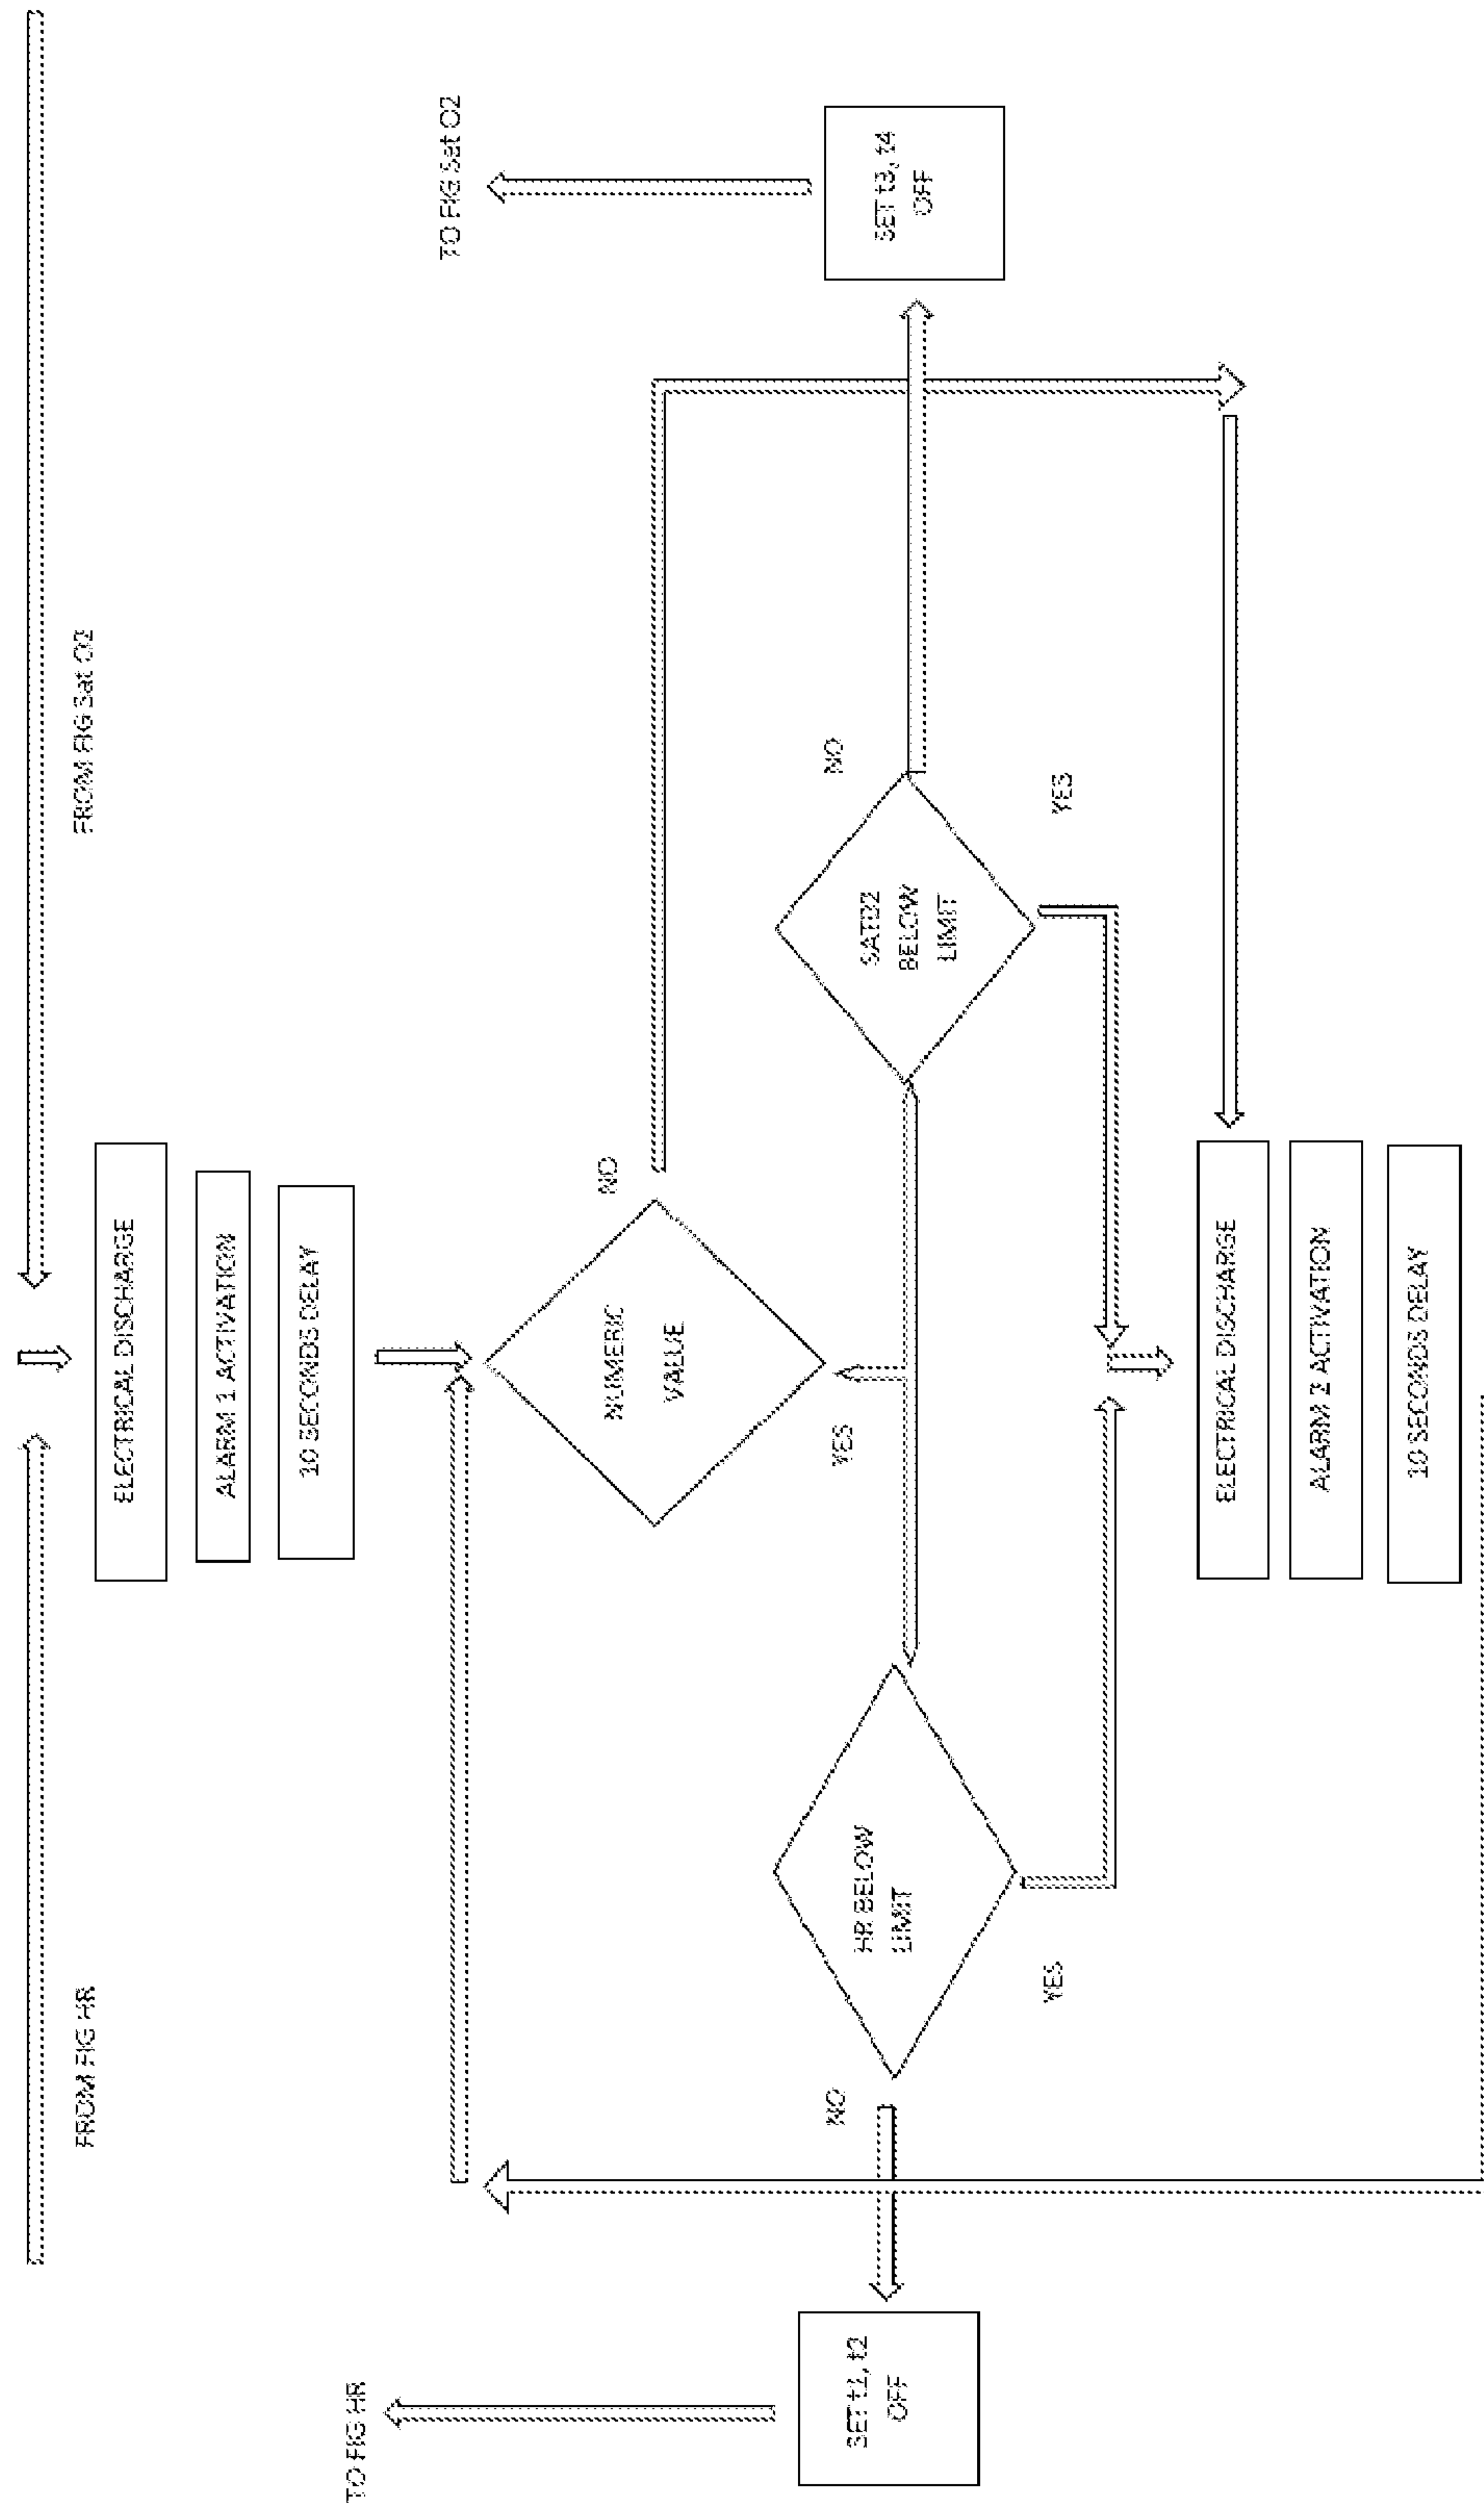 FROM FIG HR
FROM FIG Sat O2
ELECTRICAL DISCHARGE
ALARM 1 ACTIVATION
10 SECONDS DELAY
TO FIG HR
TO FIG Sat O2
NUMERIC
VALUE
NO
YES
NO
HR BELOW
LIMIT
YES
NO
SATO2
BELOW
LIMIT
YES
SET t1, t2
OFF
SET t3, t4
OFF
ELECTRICAL DISCHARGE
ALARM 2 ACTIVATION
10 SECONDS DELAY